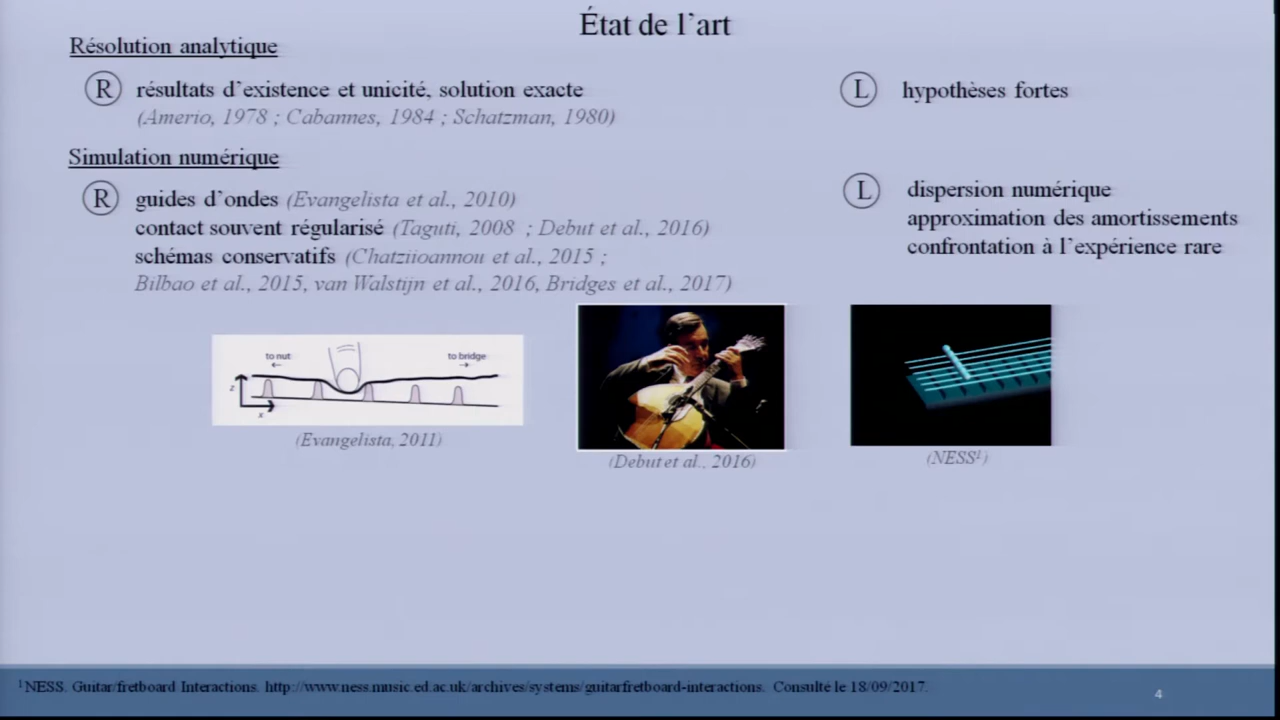 État de l'art
Résolution analytique
R résultats d'existence et unicité, solution exacte
(Amerio, 1978 ; Cabannes, 1984 ; Schatzman, 1980)
L hypothèses fortes
Simulation numérique
R guides d'ondes (Evangelista et al., 2010)
contact souvent régularisé (Taguti, 2008 ; Debut et al., 2016)
schémas conservatifs (Chatziioannou et al., 2015 ;
Bilbao et al., 2015, van Walstijn et al., 2016, Bridges et al., 2017)
L dispersion numérique
approximation des amortissements
confrontation à l'expérience rare
to nut
to bridge
z
x
(Evangelista, 2011)
(Debut et al., 2016)
(NESS¹)
¹NESS. Guitar/fretboard Interactions. http://www.ness.music.ed.ac.uk/archives/systems/guitarfretboard-interactions. Consulté le 18/09/2017.
4